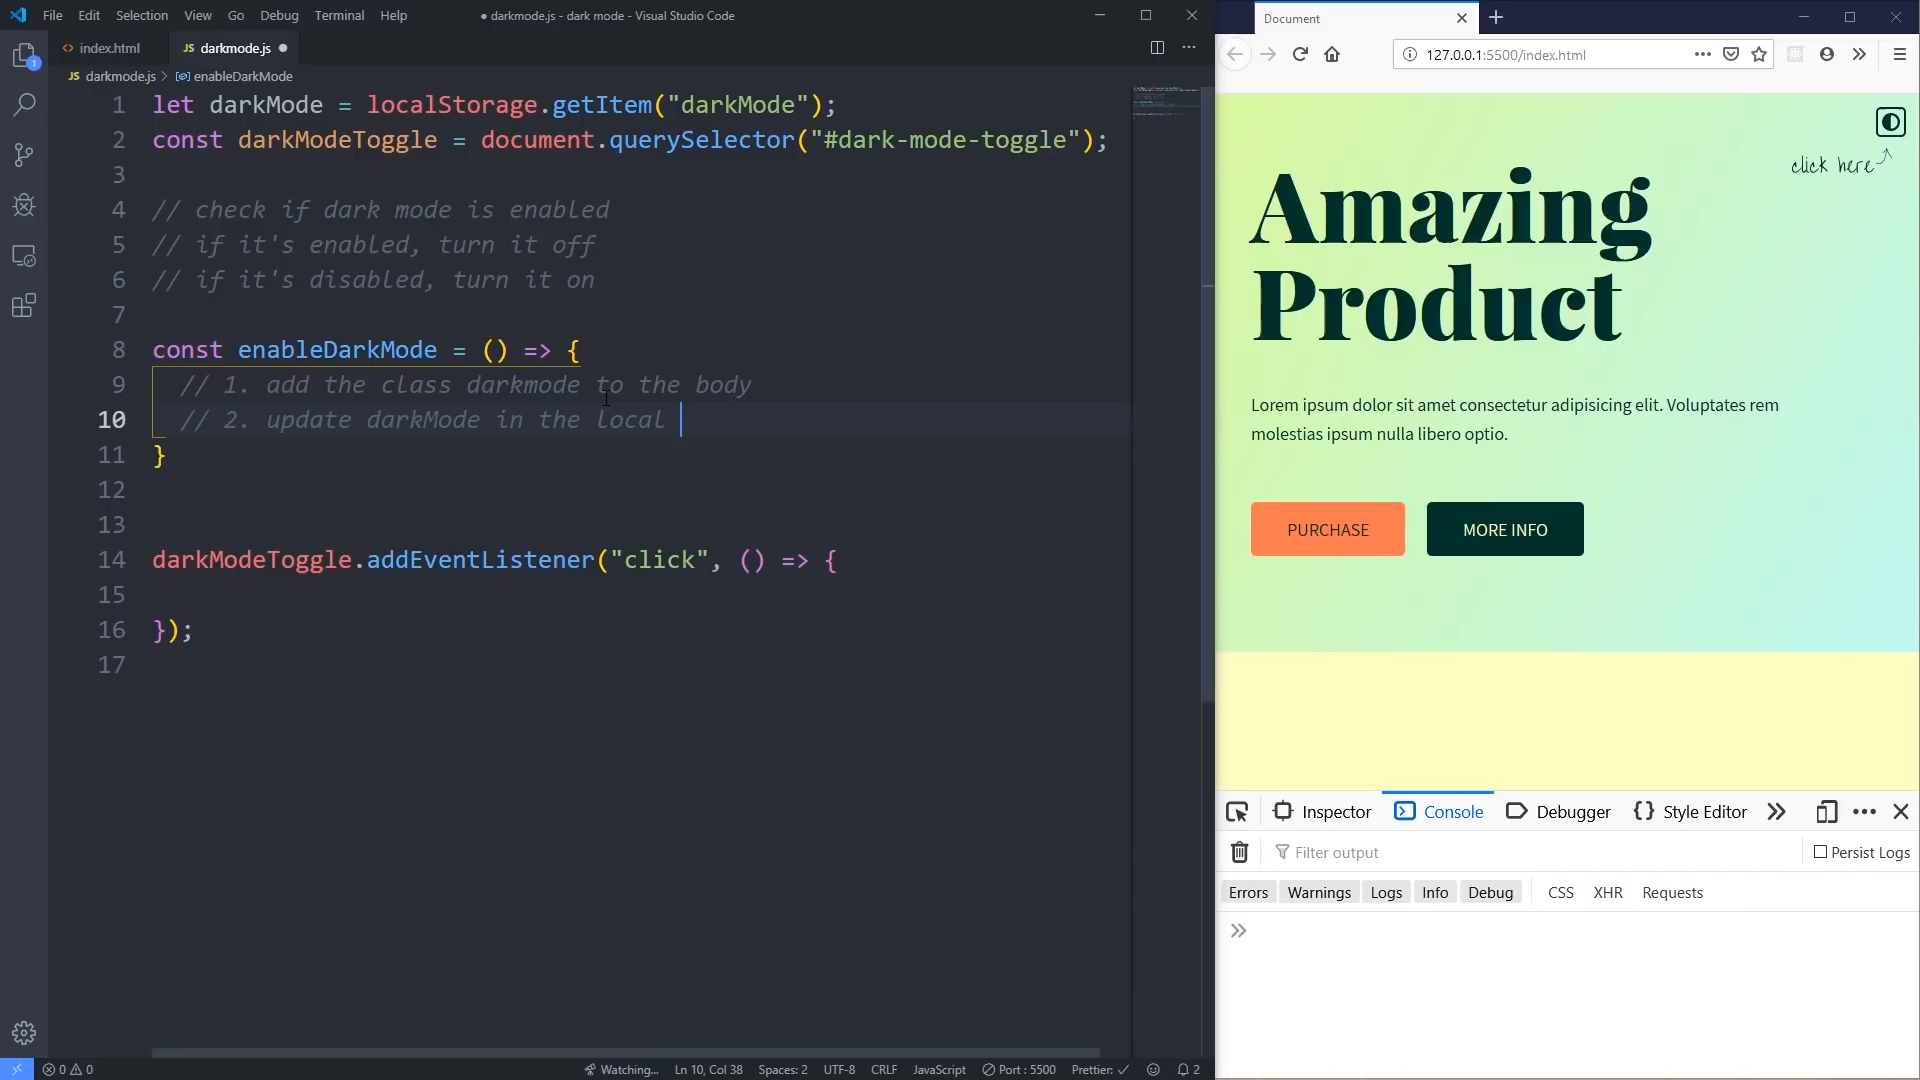 File Edit Selection View Go Debug Terminal Help
● darkmode.js - dark mode - Visual Studio Code
<> index.html
JS darkmode.js ●
JS darkmode.js > enableDarkMode
1
1 let darkMode = localStorage.getItem("darkMode");
2 const darkModeToggle = document.querySelector("#dark-mode-toggle");
3
4 // check if dark mode is enabled
5 // if it's enabled, turn it off
6 // if it's disabled, turn it on
7
8 const enableDarkMode = () => {
9 // 1. add the class darkmode to the body
10 // 2. update darkMode in the local
11 }
12
13
14 darkModeToggle.addEventListener("click", () => {
15
16 });
17
0 0 Watching... Ln 10, Col 38 Spaces: 2 UTF-8 CRLF JavaScript Port : 5500 Prettier: ✓ 2
Document
127.0.0.1:5500/index.html
click here
Amazing
Product
Lorem ipsum dolor sit amet consectetur adipisicing elit. Voluptates rem
molestias ipsum nulla libero optio.
PURCHASE MORE INFO
Inspector Console Debugger {} Style Editor
Filter output Persist Logs
Errors Warnings Logs Info Debug CSS XHR Requests